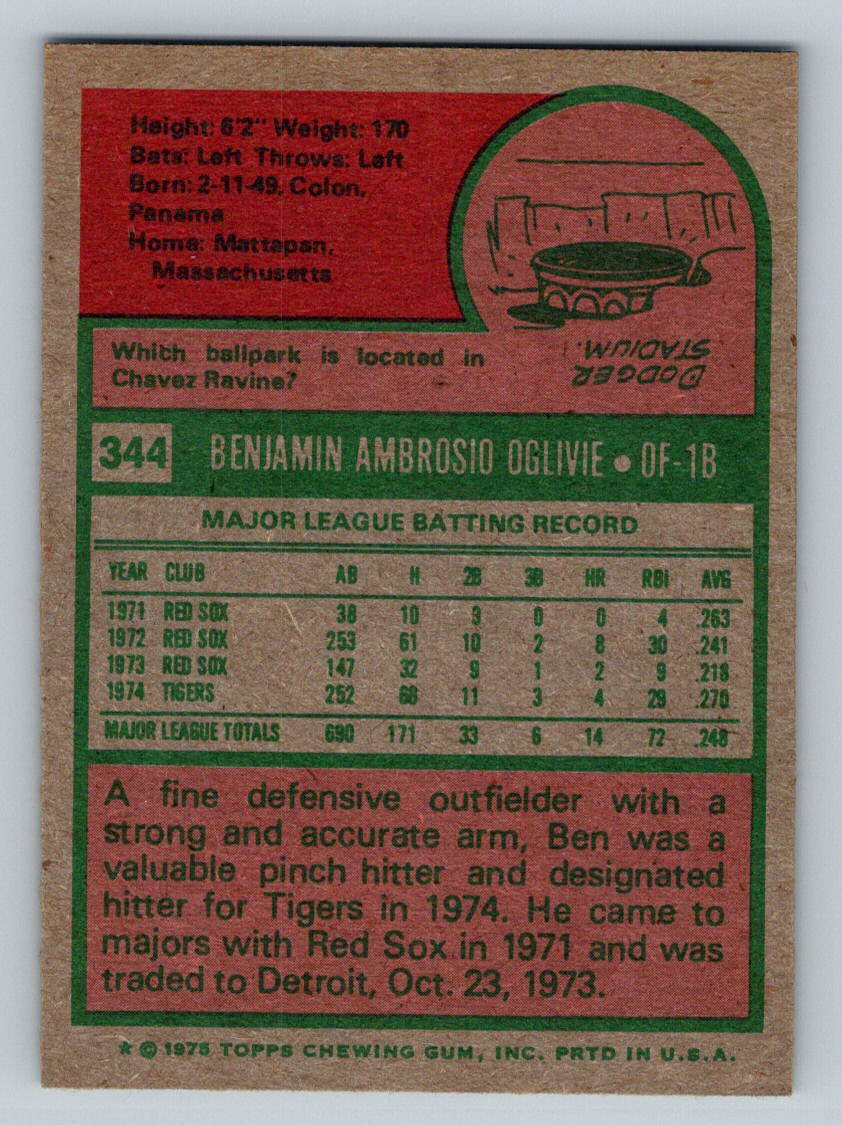 Height: 6'2" Weight: 170
Bats: Left Throws: Left
Born: 2-11-49, Colon,
Panama
Home: Mattapan,
Massachusetts
Which ballpark is located in
Chavez Ravine?
DODGER
STADIUM.
344 BENJAMIN AMBROSIO OGLIVIE • OF-1B
MAJOR LEAGUE BATTING RECORD
YEAR CLUB AB H 2B 3B HR RBI AVG
1971 RED SOX 38 10 3 0 0 4 .263
1972 RED SOX 253 61 10 2 8 30 .241
1973 RED SOX 147 32 9 1 2 9 .218
1974 TIGERS 252 68 11 3 4 29 .270
MAJOR LEAGUE TOTALS 690 171 33 6 14 72 .248
A fine defensive outfielder with a
strong and accurate arm, Ben was a
valuable pinch hitter and designated
hitter for Tigers in 1974. He came to
majors with Red Sox in 1971 and was
traded to Detroit, Oct. 23, 1973.
* © 1975 TOPPS CHEWING GUM, INC. PRTD IN U.S.A.